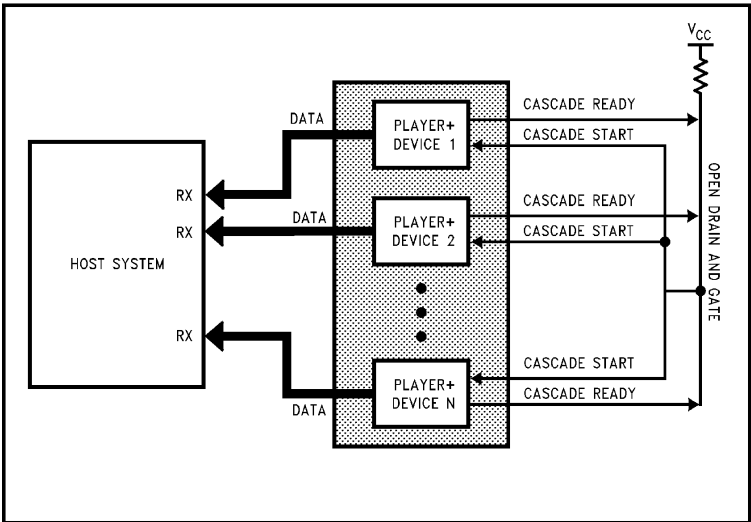 VCC
DATA
PLAYER+
DEVICE 1
CASCADE READY
CASCADE START
RX
RX
DATA
PLAYER+
DEVICE 2
CASCADE READY
CASCADE START
OPEN DRAIN AND GATE
HOST SYSTEM
RX
DATA
PLAYER+
DEVICE N
CASCADE START
CASCADE READY